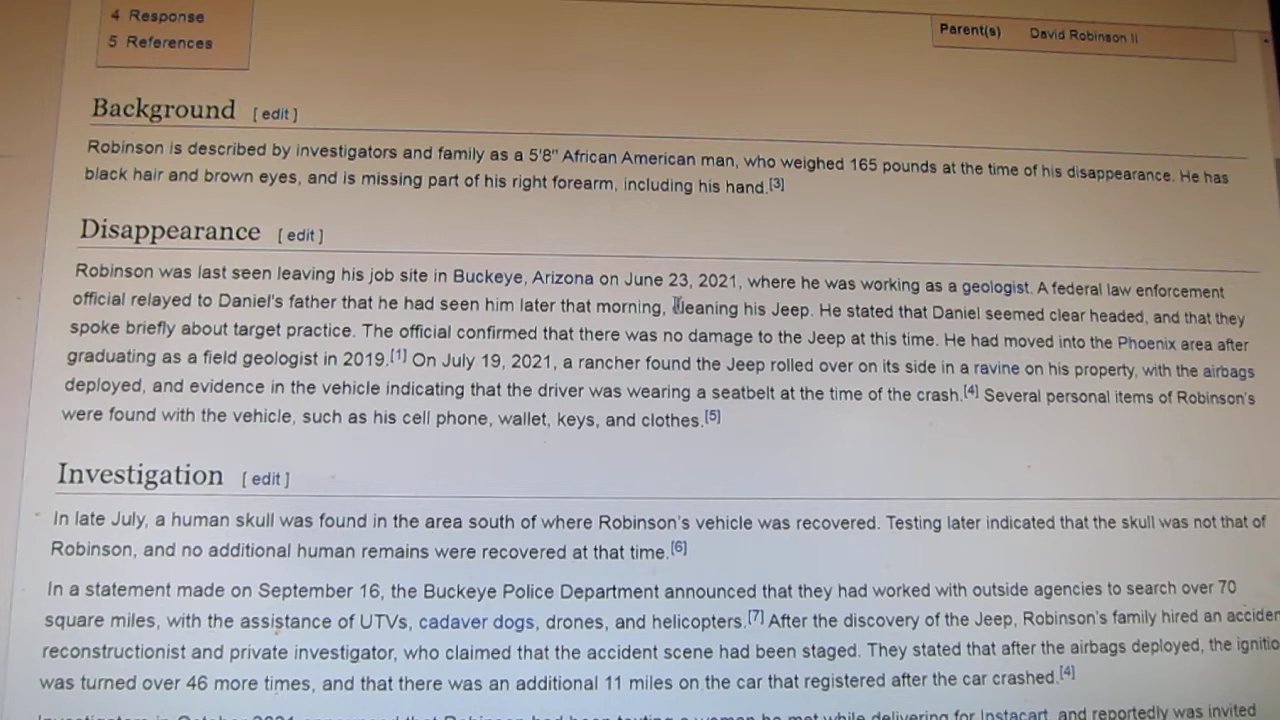 4 Response
5 References
Parent(s) David Robinson II
Background [ edit ]
Robinson is described by investigators and family as a 5'8" African American man, who weighed 165 pounds at the time of his disappearance. He has
black hair and brown eyes, and is missing part of his right forearm, including his hand.[3]
Disappearance [ edit ]
Robinson was last seen leaving his job site in Buckeye, Arizona on June 23, 2021, where he was working as a geologist. A federal law enforcement
official relayed to Daniel's father that he had seen him later that morning, cleaning his Jeep. He stated that Daniel seemed clear headed, and that they
spoke briefly about target practice. The official confirmed that there was no damage to the Jeep at this time. He had moved into the Phoenix area after
graduating as a field geologist in 2019.[1] On July 19, 2021, a rancher found the Jeep rolled over on its side in a ravine on his property, with the airbags
deployed, and evidence in the vehicle indicating that the driver was wearing a seatbelt at the time of the crash.[4] Several personal items of Robinson's
were found with the vehicle, such as his cell phone, wallet, keys, and clothes.[5]
Investigation [ edit ]
In late July, a human skull was found in the area south of where Robinson's vehicle was recovered. Testing later indicated that the skull was not that of
Robinson, and no additional human remains were recovered at that time.[6]
In a statement made on September 16, the Buckeye Police Department announced that they had worked with outside agencies to search over 70
square miles, with the assistance of UTVs, cadaver dogs, drones, and helicopters.[7] After the discovery of the Jeep, Robinson's family hired an acciden
reconstructionist and private investigator, who claimed that the accident scene had been staged. They stated that after the airbags deployed, the ignitio
was turned over 46 more times, and that there was an additional 11 miles on the car that registered after the car crashed.[4]
met while delivering for Instacart, and reportedly was invited